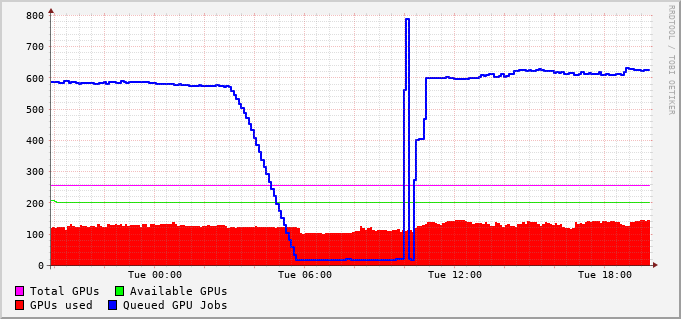 800
700
600
500
400
300
200
100
0
Tue 00:00 Tue 06:00 Tue 12:00 Tue 18:00
Total GPUs Available GPUs
GPUs used Queued GPU Jobs
RRDTOOL / TOBI OETIKER